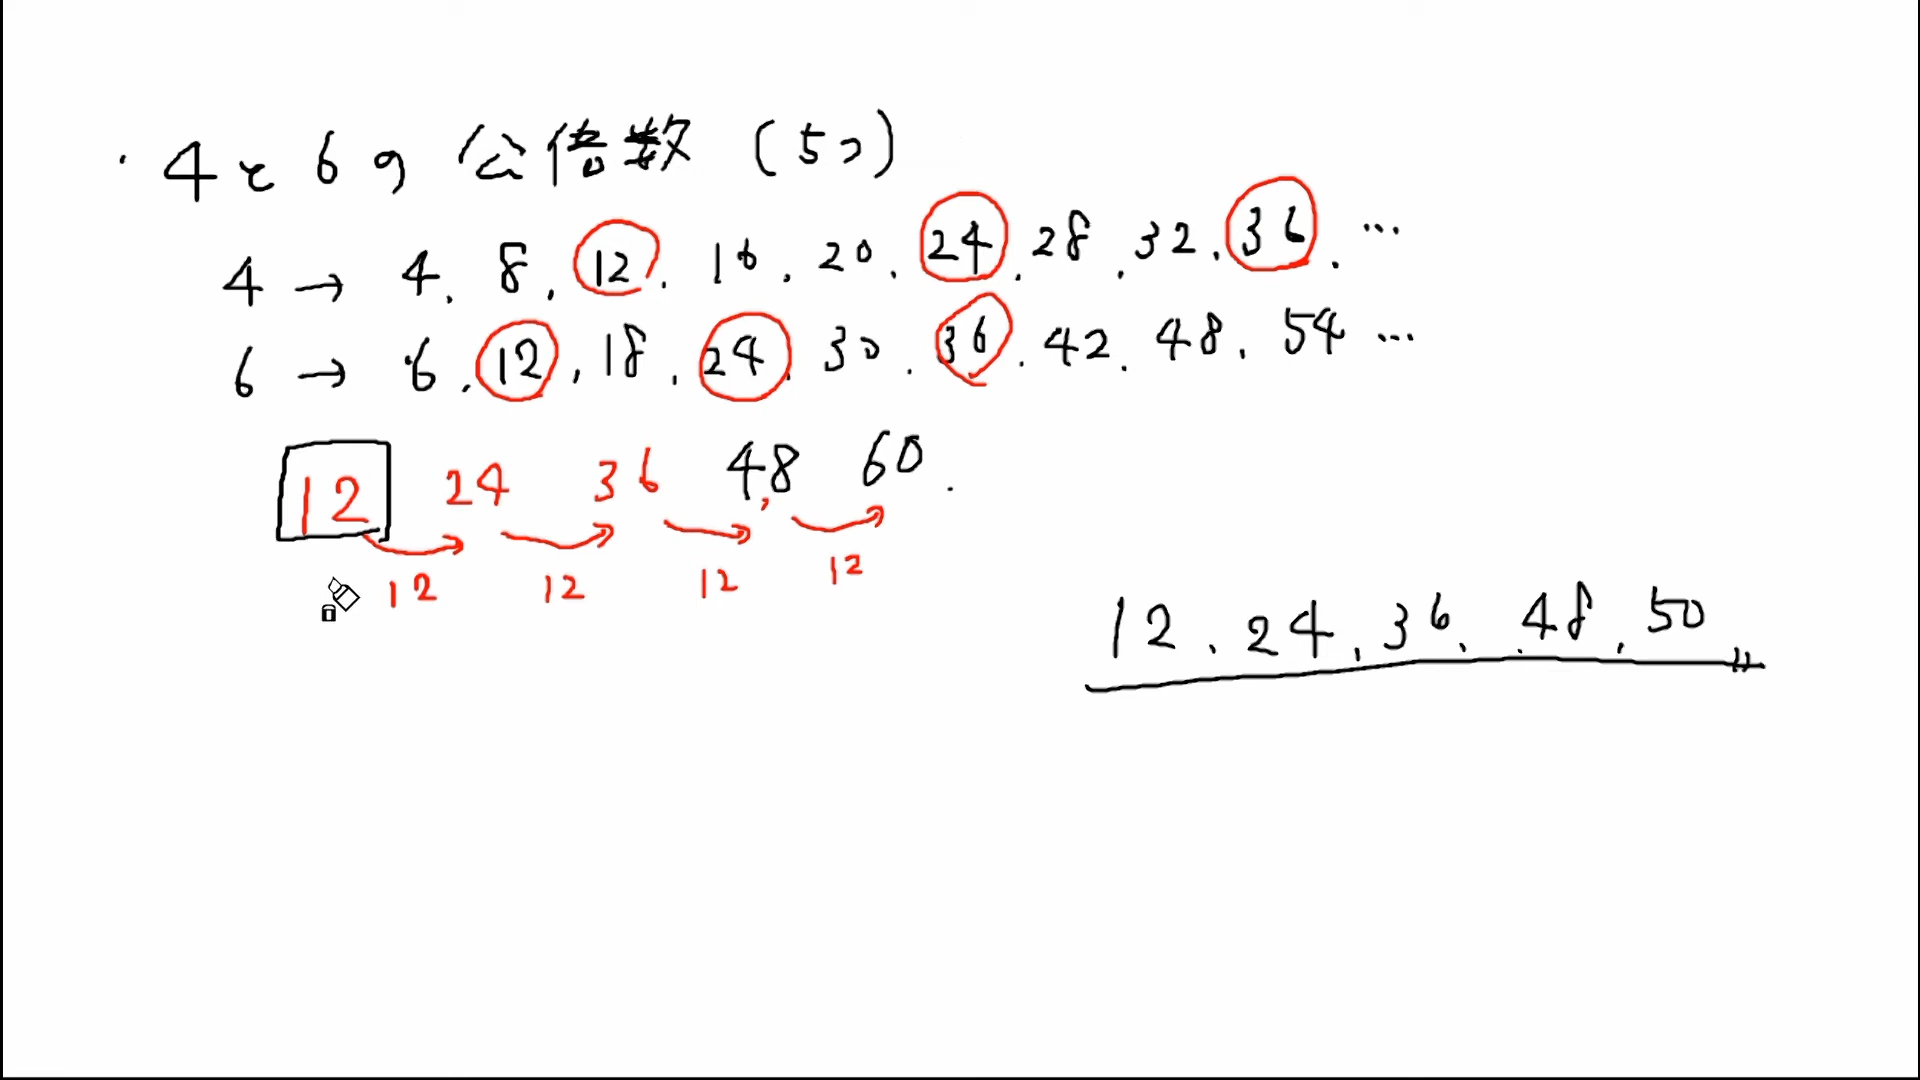 ・4と6の公倍数(5つ)
4→4, 8, 12, 16, 20, 24, 28, 32, 36, …
6→6, 12, 18, 24, 30, 36, 42, 48, 54 …
12 24 36 48 60.
12 12 12 12
12, 24, 36, 48, 50